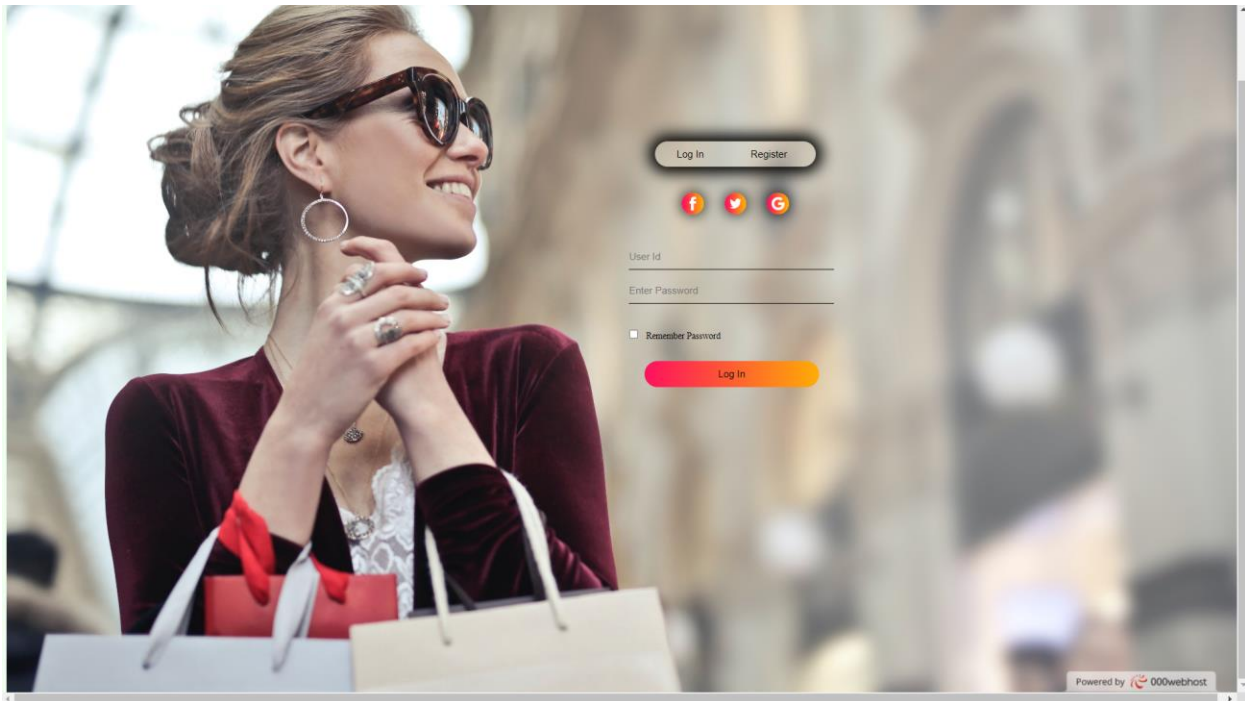 Log In Register
User Id
Enter Password
Remember Password
Log In
Powered by 000webhost